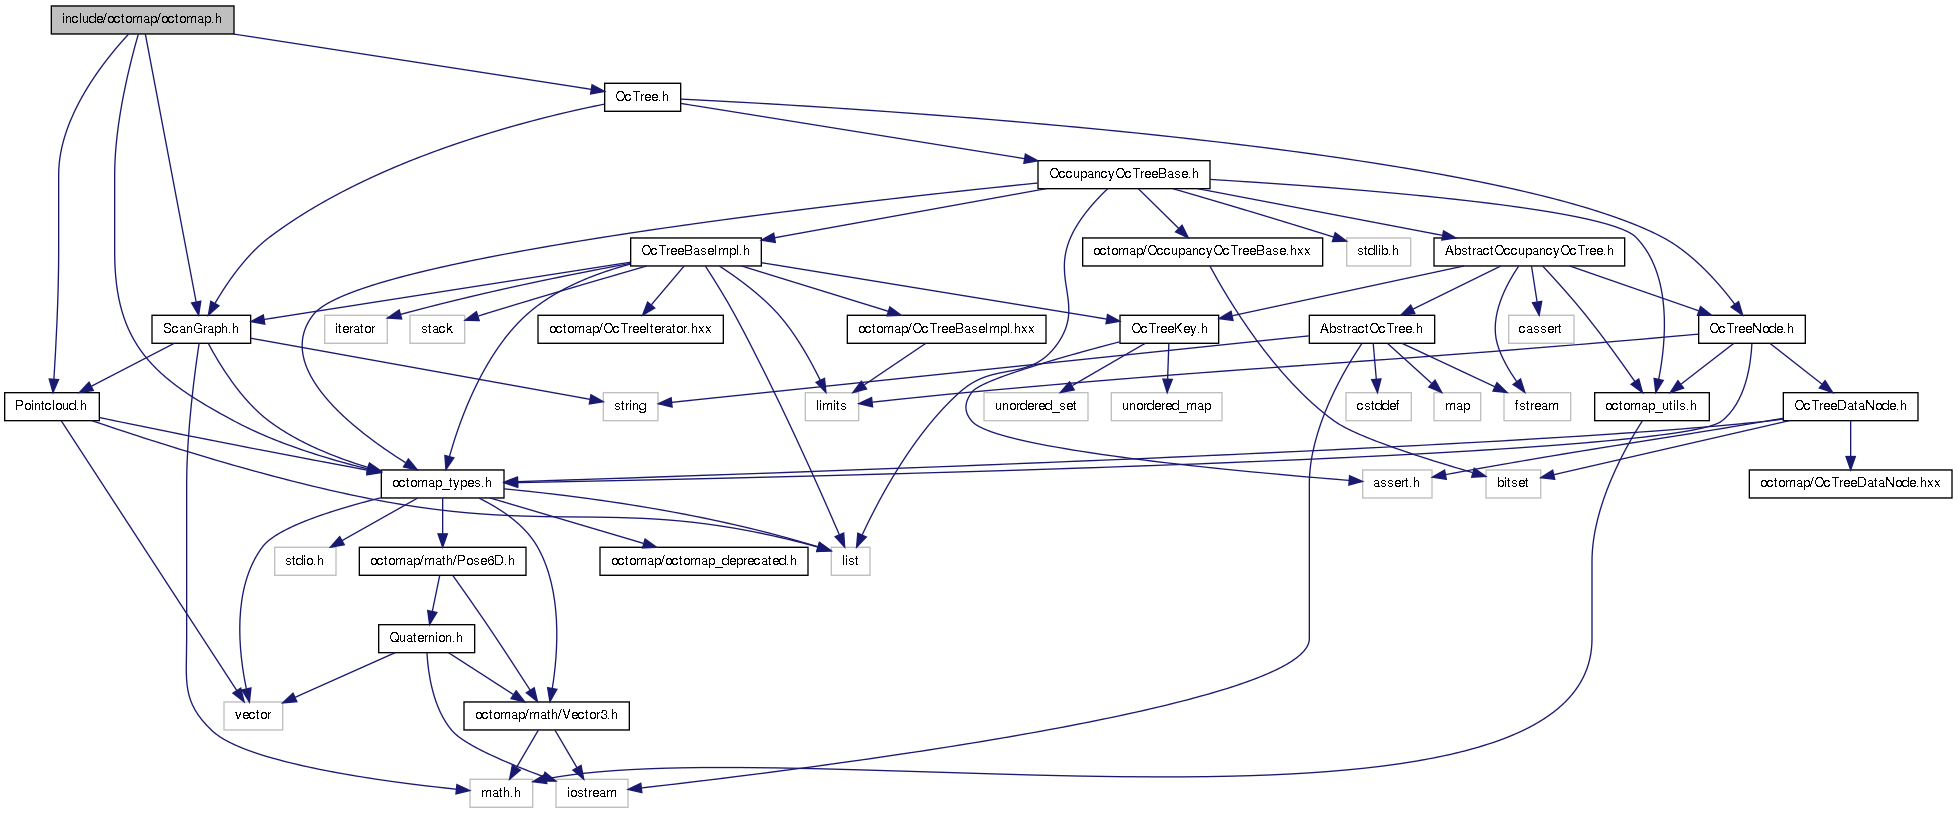 include/octomap/octomap.h
OcTree.h
OccupancyOcTreeBase.h
OcTreeBaseImpl.h
octomap/OccupancyOcTreeBase.hxx
stdlib.h
AbstractOccupancyOcTree.h
ScanGraph.h
iterator
stack
octomap/OcTreeIterator.hxx
octomap/OcTreeBaseImpl.hxx
OcTreeKey.h
AbstractOcTree.h
cassert
OcTreeNode.h
Pointcloud.h
string
limits
unordered_set
unordered_map
cstddef
map
fstream
octomap_utils.h
OcTreeDataNode.h
octomap_types.h
assert.h
bitset
octomap/OcTreeDataNode.hxx
stdio.h
octomap/math/Pose6D.h
octomap/octomap_deprecated.h
list
Quaternion.h
vector
octomap/math/Vector3.h
math.h
iostream